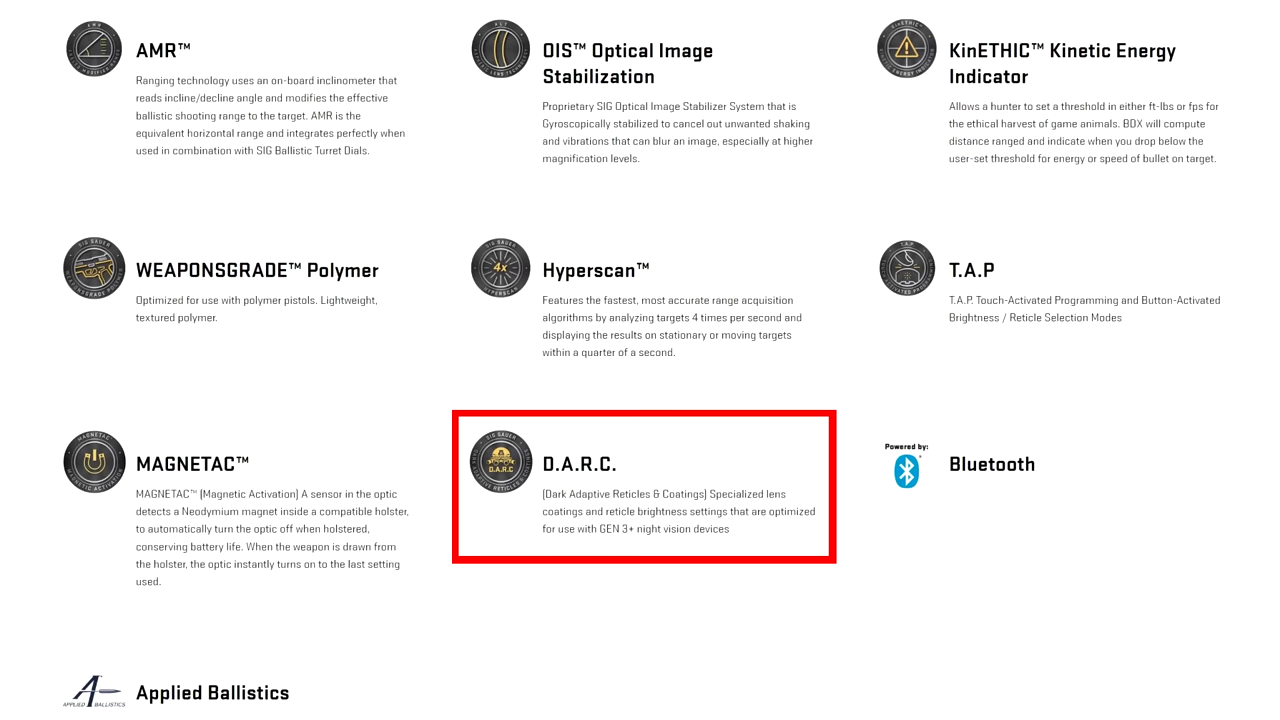 AMR™
Ranging technology uses an on-board inclinometer that
reads incline/decline angle and modifies the effective
ballistic shooting range to the target. AMR is the
equivalent horizontal range and integrates perfectly when
used in combination with SIG Ballistic Turret Dials.
OIS™ Optical Image
Stabilization
Proprietary SIG Optical Image Stabilizer System that is
Gyroscopically stabilized to cancel out unwanted shaking
and vibrations that can blur an image, especially at higher
magnification levels.
KinETHIC™ Kinetic Energy
Indicator
Allows a hunter to set a threshold in either ft-lbs or fps for
the ethical harvest of game animals. BDX will compute
distance ranged and indicate when you drop below the
user-set threshold for energy or speed of bullet on target.
WEAPONSGRADE™ Polymer
Optimized for use with polymer pistols. Lightweight,
textured polymer.
SIG SAUER
4x
HYPERSCAN
Hyperscan™
Features the fastest, most accurate range acquisition
algorithms by analyzing targets 4 times per second and
displaying the results on stationary or moving targets
within a quarter of a second.
T.A.P
T.A.P
T.A.P. Touch-Activated Programming and Button-Activated
Brightness / Reticle Selection Modes
MAGNETAC
MAGNETIC ACTIVATION
MAGNETAC™
MAGNETAC™ (Magnetic Activation) A sensor in the optic
detects a Neodymium magnet inside a compatible holster,
to automatically turn the optic off when holstered,
conserving battery life. When the weapon is drawn from
the holster, the optic instantly turns on to the last setting
used.
SIG SAUER
D.A.R.C
D.A.R.C.
(Dark Adaptive Reticles & Coatings) Specialized lens
coatings and reticle brightness settings that are optimized
for use with GEN 3+ night vision devices
Powered by:
Bluetooth
APPLIED BALLISTICS
Applied Ballistics